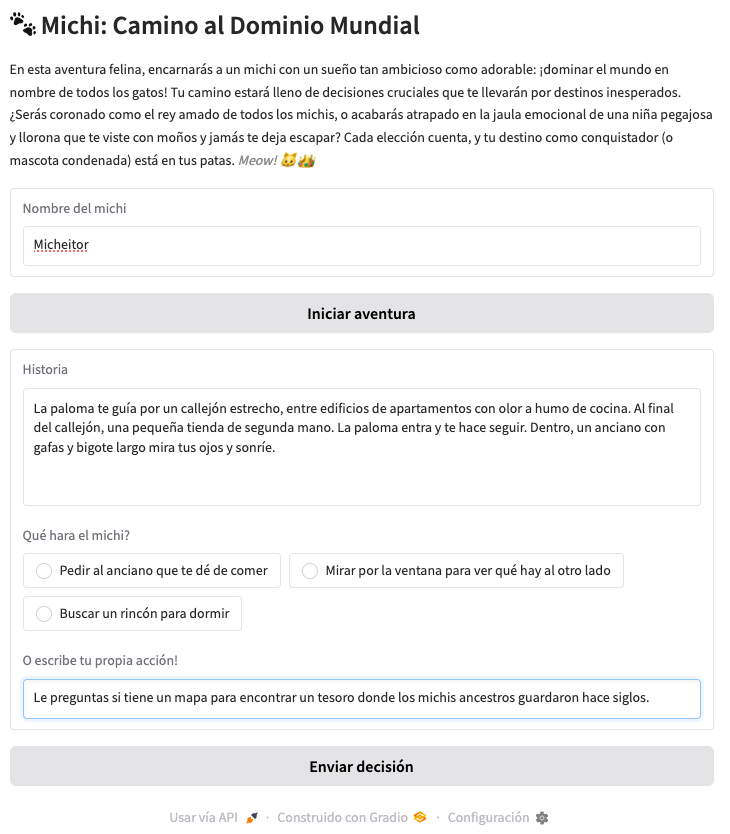 Michi: Camino al Dominio Mundial
En esta aventura felina, encarnarás a un michi con un sueño tan ambicioso como adorable: ¡dominar el mundo en
nombre de todos los gatos! Tu camino estará lleno de decisiones cruciales que te llevarán por destinos inesperados.
¿Serás coronado como el rey amado de todos los michis, o acabarás atrapado en la jaula emocional de una niña pegajosa
y llorona que te viste con moños y jamás te deja escapar? Cada elección cuenta, y tu destino como conquistador (o
mascota condenada) está en tus patas. Meow!
Nombre del michi
Micheitor
Iniciar aventura
Historia
La paloma te guía por un callejón estrecho, entre edificios de apartamentos con olor a humo de cocina. Al final
del callejón, una pequeña tienda de segunda mano. La paloma entra y te hace seguir. Dentro, un anciano con
gafas y bigote largo mira tus ojos y sonríe.
Qué hara el michi?
Pedir al anciano que te dé de comer
Mirar por la ventana para ver qué hay al otro lado
Buscar un rincón para dormir
O escribe tu propia acción!
Le preguntas si tiene un mapa para encontrar un tesoro donde los michis ancestros guardaron hace siglos.
Enviar decisión
Usar vía API · Construido con Gradio · Configuración